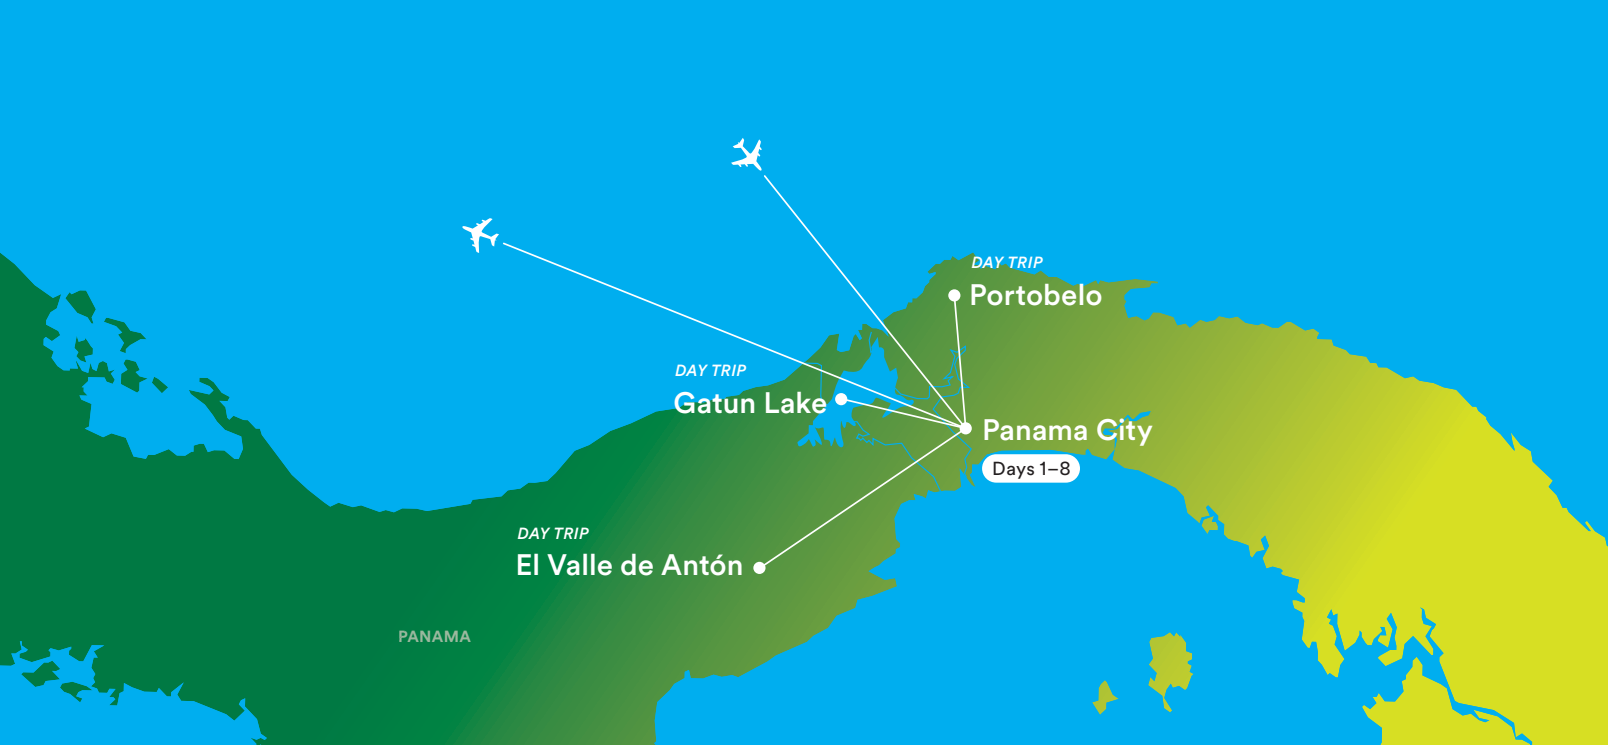 DAY TRIP
Portobelo
DAY TRIP
Gatun Lake
Panama City
Days 1–8
DAY TRIP
El Valle de Antón
PANAMA